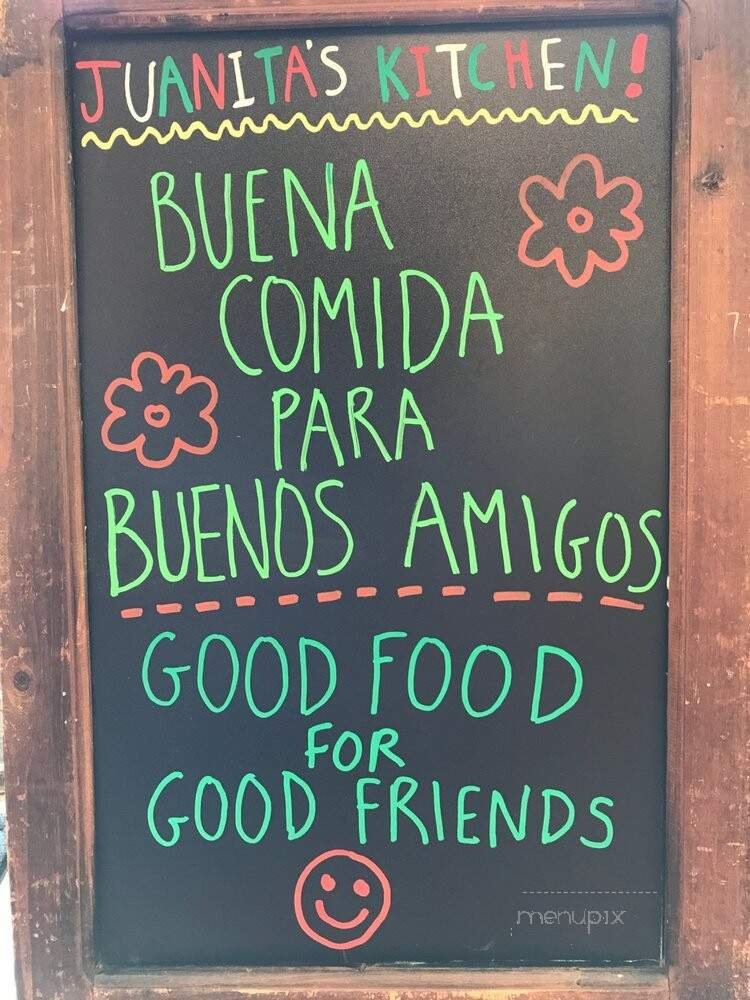 JUANITA'S KITCHEN!
BUENA
COMIDA
PARA
BUENOS AMIGOS
GOOD FOOD
FOR
GOOD FRIENDS
menupix